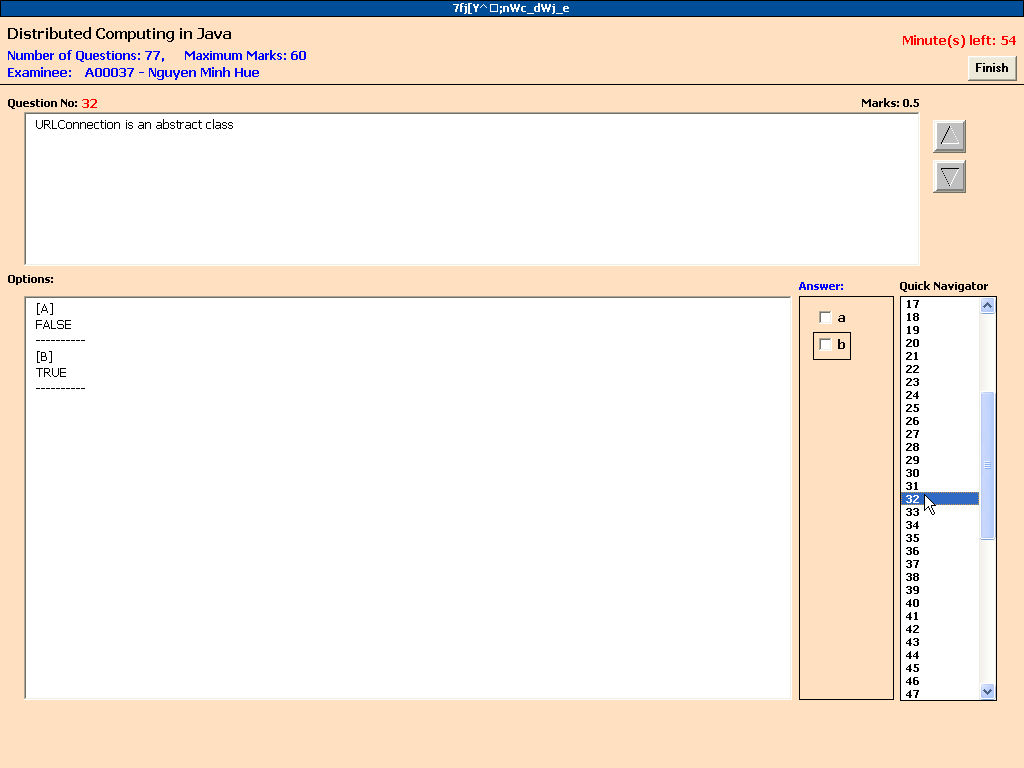 7fj[Y^ □;nWc_dWj_e
Distributed Computing in Java
Number of Questions: 77, Maximum Marks: 60
Minute(s) left: 54
Examinee: A00037 - Nguyen Minh Hue
Finish
Question No: 32
Marks: 0.5
URLConnection is an abstract class
Options:
Answer:
Quick Navigator
[A]
FALSE
----------
[B]
TRUE
----------
a
b
17
18
19
20
21
22
23
24
25
26
27
28
29
30
31
32
33
34
35
36
37
38
39
40
41
42
43
44
45
46
47